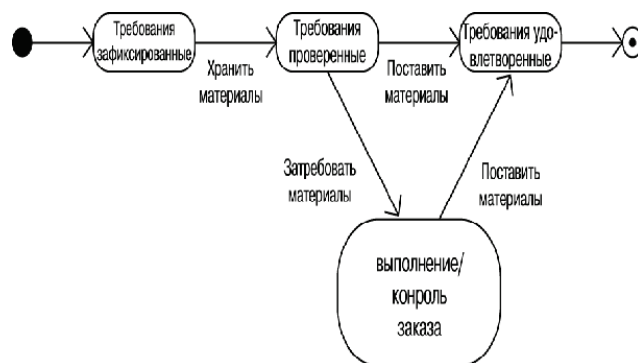 Требования
зафиксированные
Хранить
материалы
Требования
проверенные
Поставить
материалы
Требования удо-
влетворенные
Затребовать
материалы
Поставить
материалы
выполнение/
конроль
заказа